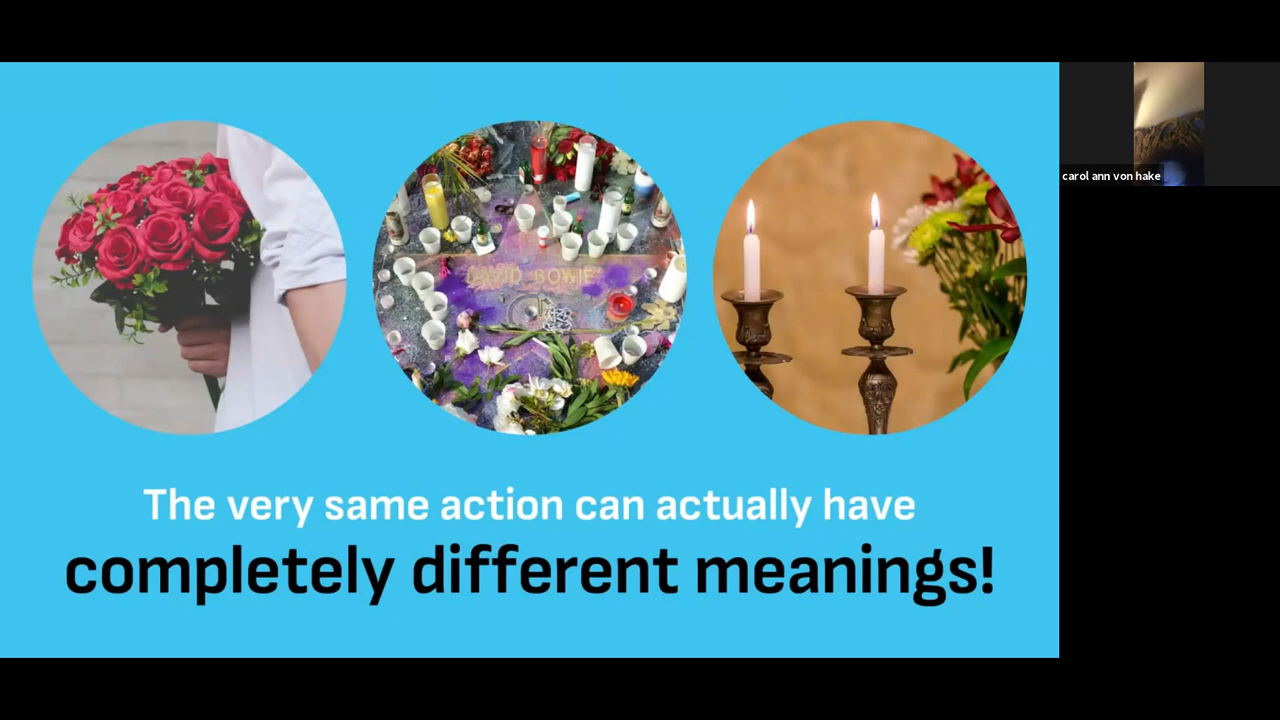 DAVID BOWIE
The very same action can actually have
completely different meanings!
carol ann von hake